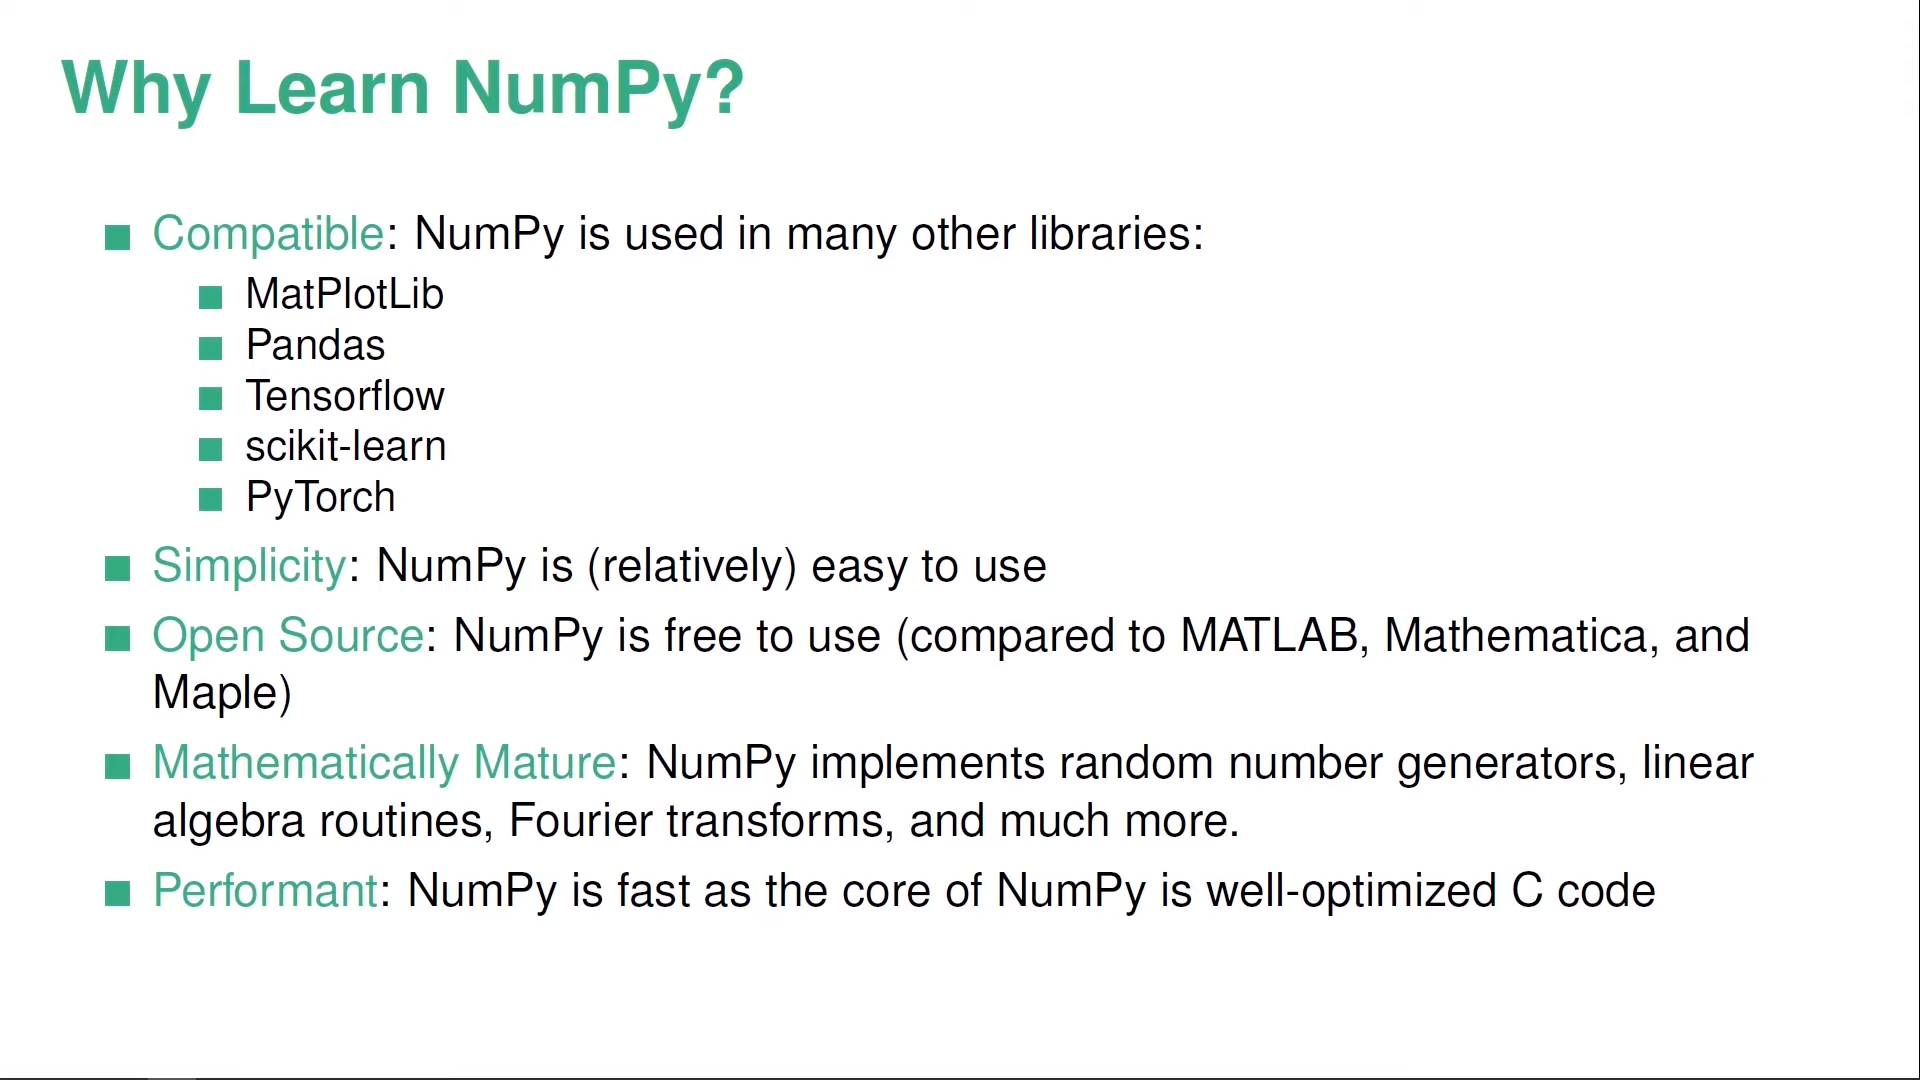 Why Learn NumPy?
Compatible: NumPy is used in many other libraries:
MatPlotLib
Pandas
Tensorflow
scikit-learn
PyTorch
Simplicity: NumPy is (relatively) easy to use
Open Source: NumPy is free to use (compared to MATLAB, Mathematica, and
Maple)
Mathematically Mature: NumPy implements random number generators, linear
algebra routines, Fourier transforms, and much more.
Performant: NumPy is fast as the core of NumPy is well-optimized C code